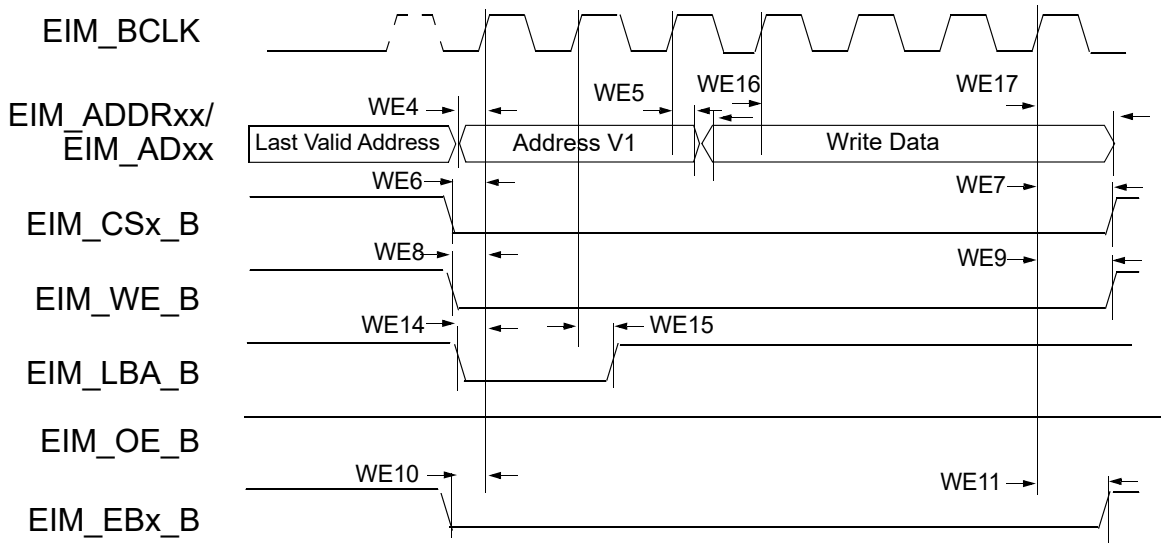 EIM_BCLK
WE4
WE5
WE16
WE17
EIM_ADDRxx/
EIM_ADxx
Last Valid Address
Address V1
Write Data
WE6
WE7
EIM_CSx_B
WE8
WE9
EIM_WE_B
WE14
WE15
EIM_LBA_B
EIM_OE_B
WE10
WE11
EIM_EBx_B